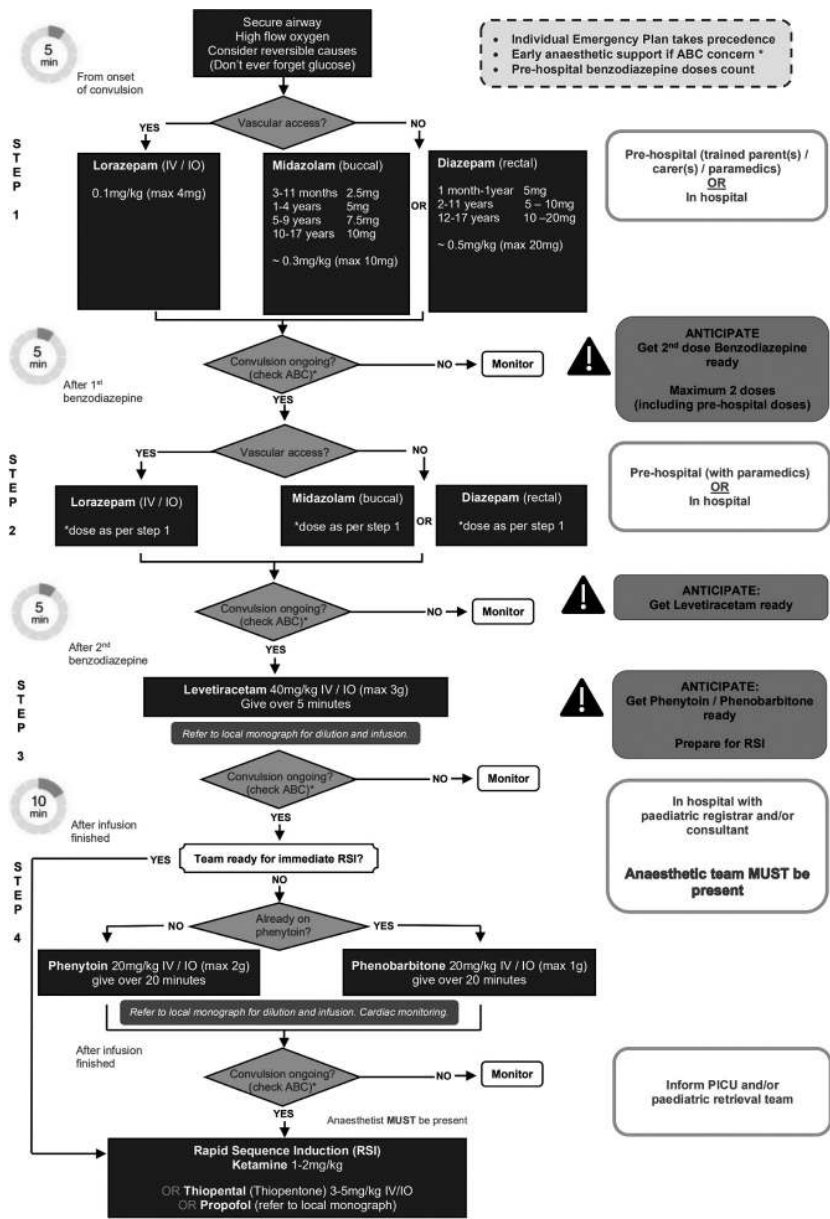 Secure airway
High flow oxygen
Consider reversible causes
(Don't ever forget glucose)
• Individual Emergency Plan takes precedence
• Early anaesthetic support if ABC concern *
• Pre-hospital benzodiazepine doses count
5
min
From onset
of convulsion
Vascular access?
YES
NO
STEP 1
Lorazepam (IV / IO)
0.1mg/kg (max 4mg)
Midazolam (buccal)
3-11 months 2.5mg
1-4 years 5mg
5-9 years 7.5mg
10-17 years 10mg
~ 0.3mg/kg (max 10mg)
OR
Diazepam (rectal)
1 month-1year 5mg
2-11 years 5 – 10mg
12-17 years 10 –20mg
~ 0.5mg/kg (max 20mg)
Pre-hospital (trained parent(s) /
carer(s) / paramedics)
OR
In hospital
5
min
After 1st
benzodiazepine
Convulsion ongoing?
(check ABC)*
NO
Monitor
YES
!
ANTICIPATE
Get 2nd dose Benzodiazepine
ready
Maximum 2 doses
(including pre-hospital doses)
Vascular access?
YES
NO
STEP 2
Lorazepam (IV / IO)
*dose as per step 1
Midazolam (buccal)
*dose as per step 1
OR
Diazepam (rectal)
*dose as per step 1
Pre-hospital (with paramedics)
OR
In hospital
5
min
After 2nd
benzodiazepine
Convulsion ongoing?
(check ABC)*
NO
Monitor
YES
!
ANTICIPATE:
Get Levetiracetam ready
STEP 3
Levetiracetam 40mg/kg IV / IO (max 3g)
Give over 5 minutes
Refer to local monograph for dilution and infusion.
!
ANTICIPATE:
Get Phenytoin / Phenobarbitone
ready
Prepare for RSI
10
min
After infusion
finished
Convulsion ongoing?
(check ABC)*
NO
Monitor
YES
In hospital with
paediatric registrar and/or
consultant
Anaesthetic team MUST be
present
STEP 4
YES
Team ready for immediate RSI?
NO
Already on
phenytoin?
NO
YES
Phenytoin 20mg/kg IV / IO (max 2g)
give over 20 minutes
Phenobarbitone 20mg/kg IV / IO (max 1g)
give over 20 minutes
Refer to local monograph for dilution and infusion. Cardiac monitoring.
After infusion
finished
Convulsion ongoing?
(check ABC)*
NO
Monitor
YES
Inform PICU and/or
paediatric retrieval team
Anaesthetist MUST be present
Rapid Sequence Induction (RSI)
Ketamine 1-2mg/kg
OR Thiopental (Thiopentone) 3-5mg/kg IV/IO
OR Propofol (refer to local monograph)